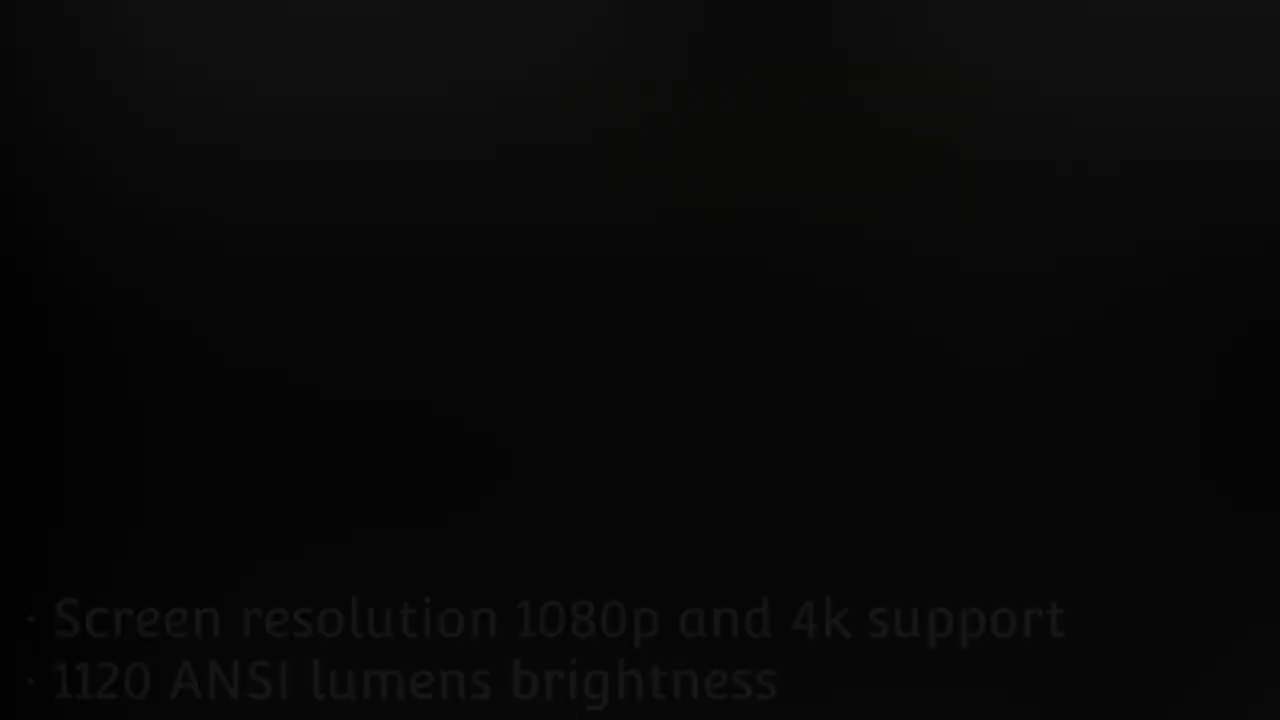 · Screen resolution 1080p and 4k support
· 1120 ANSI lumens brightness